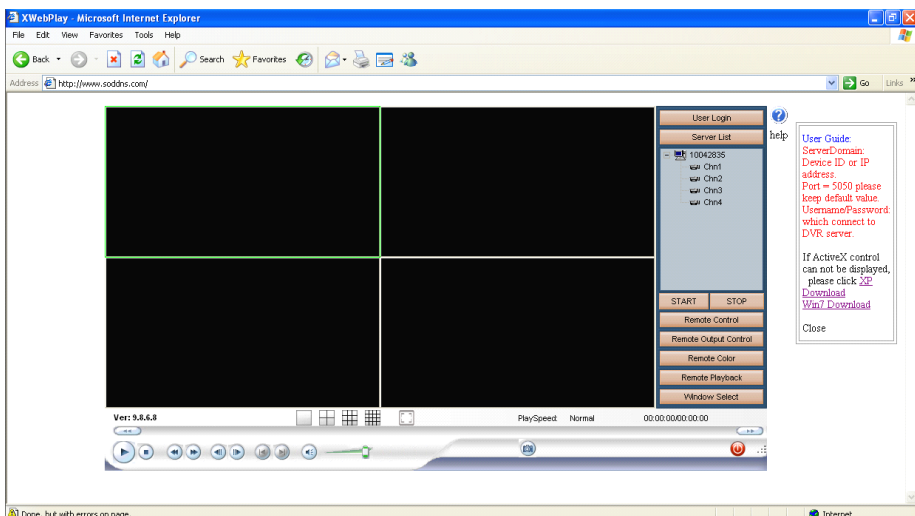 XWebPlay - Microsoft Internet Explorer
File Edit View Favorites Tools Help
Back Search Favorites
Address http://www.soddns.com/ Go Links »
User Login
Server List
10042835
Chn1
Chn2
Chn3
Chn4
START STOP
Remote Control
Remote Output Control
Remote Color
Remote Playback
Window Select
? help
User Guide:
ServerDomain:
Device ID or IP
address.
Port = 5050 please
keep default value.
Username/Password:
which connect to
DVR server.
If ActiveX control
can not be displayed,
please click XP
Download
Win7 Download
Close
Ver: 9.8.6.8 PlaySpeed: Normal 00:00:00/00:00:00
Done, but with errors on page. Internet